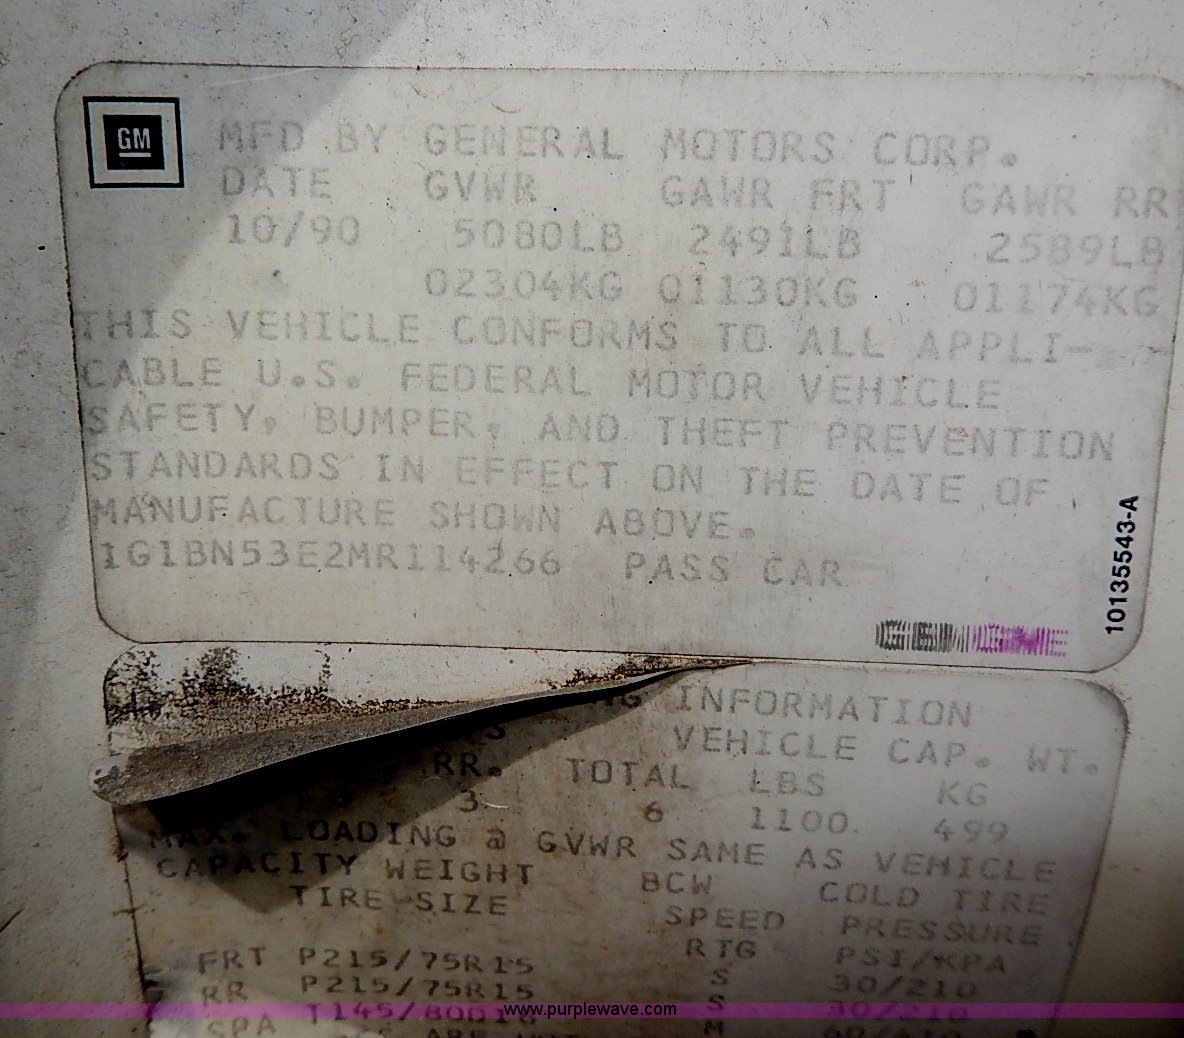 GM
MFD BY GENERAL MOTORS CORP.
DATE GVWR GAWR FRT GAWR RR
10/90 5080LB 2491LB 2589LB
02304KG 01130KG 01174KG
THIS VEHICLE CONFORMS TO ALL APPLI-
CABLE U.S. FEDERAL MOTOR VEHICLE
SAFETY, BUMPER, AND THEFT PREVENTION
STANDARDS IN EFFECT ON THE DATE OF
MANUFACTURE SHOWN ABOVE.
1G1BN53E2MR114266 PASS CAR
10135543-A
INFORMATION
VEHICLE CAP. WT.
RR. TOTAL LBS KG
3 6 1100 499
MAX. LOADING @ GVWR SAME AS VEHICLE
CAPACITY WEIGHT BCW COLD TIRE
TIRE SIZE SPEED PRESSURE
RTG PSI/KPA
FRT P215/75R15 S 30/210
RR P215/75R15 S 30/210
SPA
www.purplewave.com